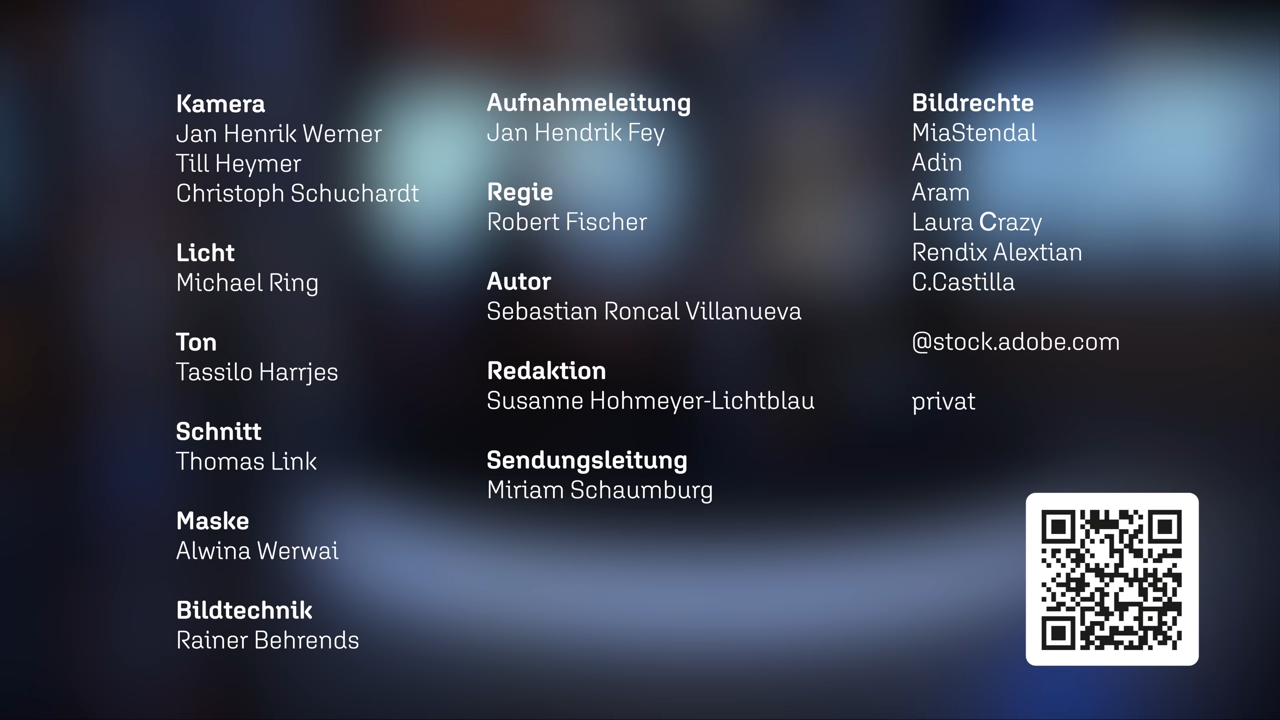 Kamera
Jan Henrik Werner
Till Heymer
Christoph Schuchardt
Licht
Michael Ring
Ton
Tassilo Harrjes
Schnitt
Thomas Link
Maske
Alwina Werwai
Bildtechnik
Rainer Behrends
Aufnahmeleitung
Jan Hendrik Fey
Regie
Robert Fischer
Autor
Sebastian Roncal Villanueva
Redaktion
Susanne Hohmeyer-Lichtblau
Sendungsleitung
Miriam Schaumburg
Bildrechte
MiaStendal
Adin
Aram
Laura Crazy
Rendix Alextian
C.Castilla
@stock.adobe.com
privat